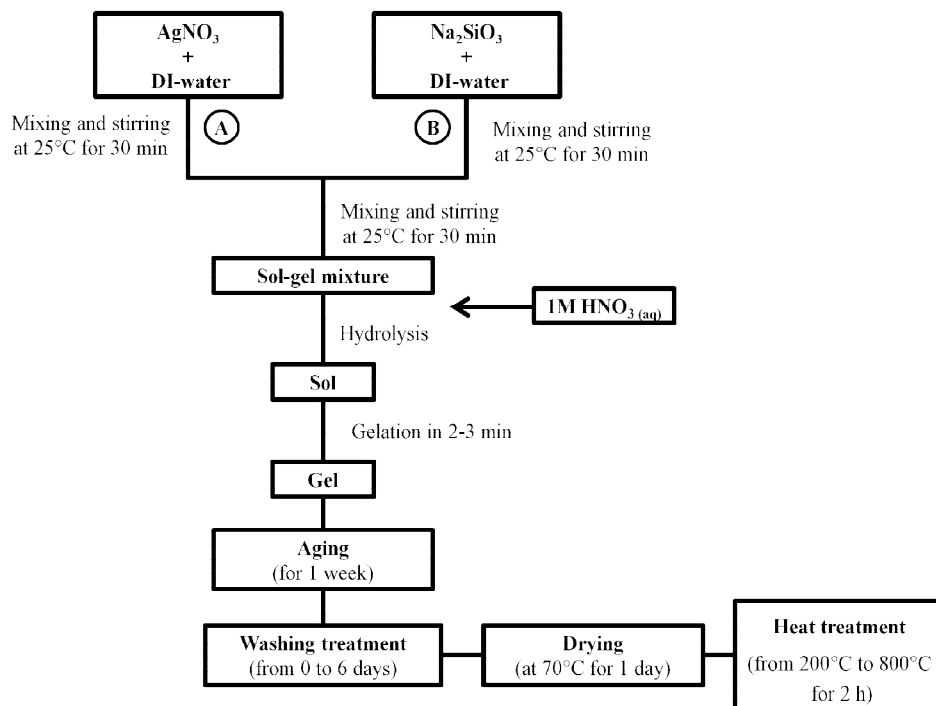 AgNO₃
+
DI-water
Na₂SiO₃
+
DI-water
Mixing and stirring
at 25°C for 30 min
A
B
Mixing and stirring
at 25°C for 30 min
Mixing and stirring
at 25°C for 30 min
Sol-gel mixture
1M HNO₃ (aq)
Hydrolysis
Sol
Gelation in 2-3 min
Gel
Aging
(for 1 week)
Washing treatment
(from 0 to 6 days)
Drying
(at 70°C for 1 day)
Heat treatment
(from 200°C to 800°C
for 2 h)